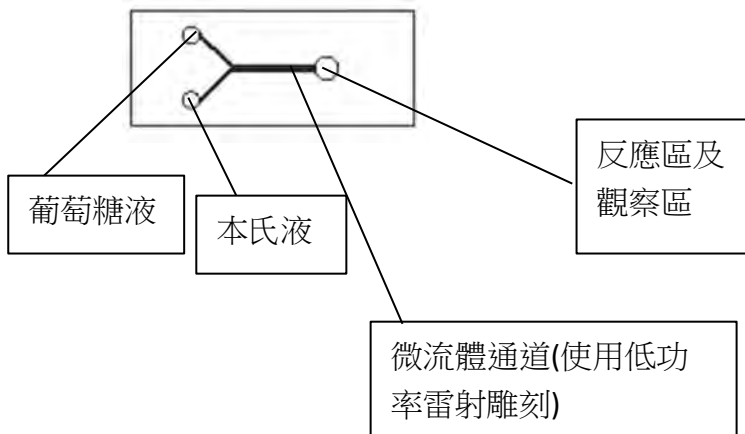 葡萄糖液
本氏液
反應區及
觀察區
微流體通道(使用低功
率雷射雕刻)